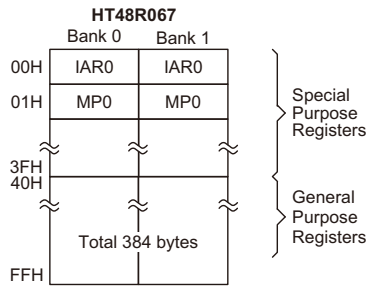 HT48R067
Bank 0 Bank 1
00H IAR0 IAR0
01H MP0 MP0
Special
Purpose
Registers
3FH
40H
General
Purpose
Registers
Total 384 bytes
FFH